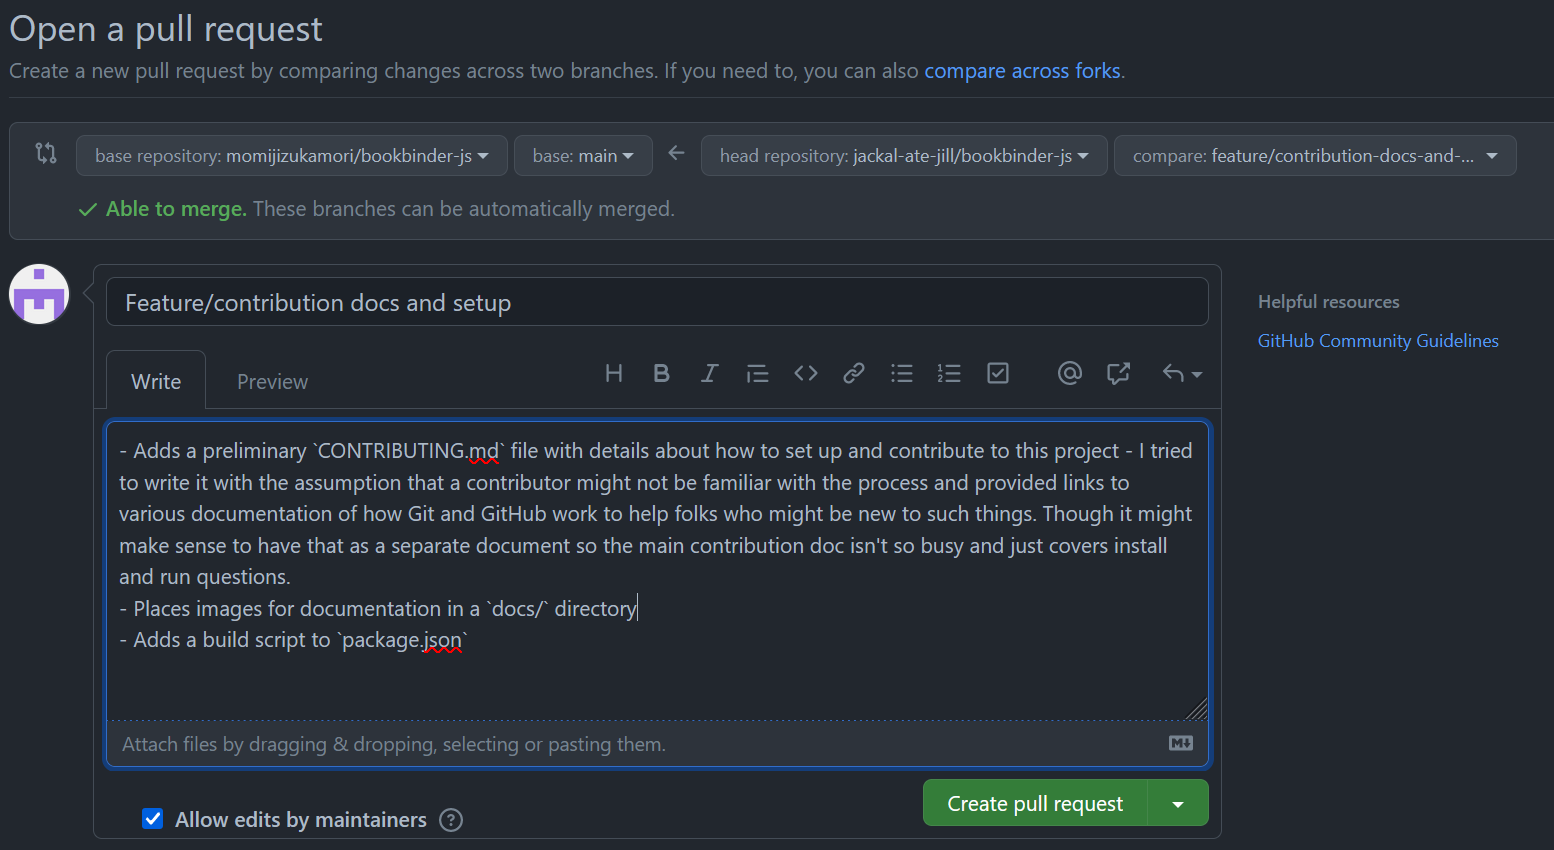 Open a pull request
Create a new pull request by comparing changes across two branches. If you need to, you can also compare across forks.
base repository: momijizukamori/bookbinder-js
base: main
head repository: jackal-ate-jill/bookbinder-js
compare: feature/contribution-docs-and-...
Able to merge. These branches can be automatically merged.
Feature/contribution docs and setup
Helpful resources
GitHub Community Guidelines
Write
Preview
- Adds a preliminary `CONTRIBUTING.md` file with details about how to set up and contribute to this project - I tried
to write it with the assumption that a contributor might not be familiar with the process and provided links to
various documentation of how Git and GitHub work to help folks who might be new to such things. Though it might
make sense to have that as a separate document so the main contribution doc isn't so busy and just covers install
and run questions.
- Places images for documentation in a `docs/` directory
- Adds a build script to `package.json`
Attach files by dragging & dropping, selecting or pasting them.
Allow edits by maintainers
Create pull request